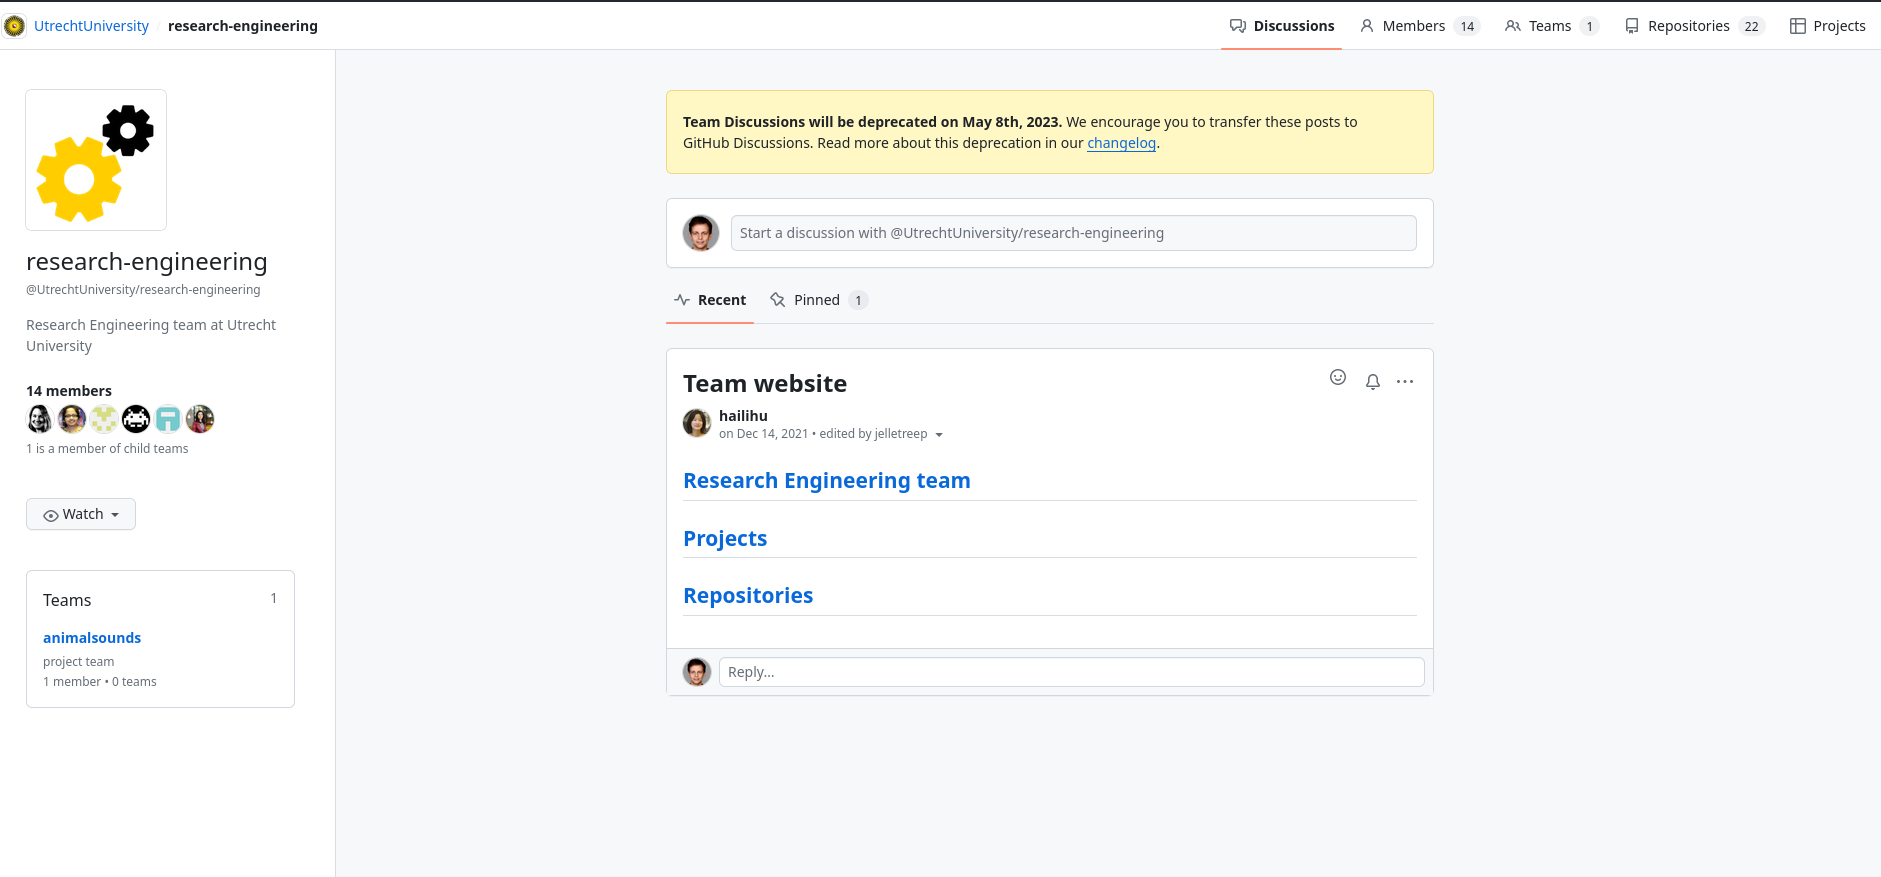 UtrechtUniversity / research-engineering
Discussions Members 14 Teams 1 Repositories 22 Projects
research-engineering
@UtrechtUniversity/research-engineering
Research Engineering team at Utrecht
University
14 members
1 is a member of child teams
Watch
Teams 1
animalsounds
project team
1 member • 0 teams
Team Discussions will be deprecated on May 8th, 2023. We encourage you to transfer these posts to
GitHub Discussions. Read more about this deprecation in our changelog.
Start a discussion with @UtrechtUniversity/research-engineering
Recent Pinned 1
Team website
hailihu
on Dec 14, 2021 • edited by jelletreep
Research Engineering team
Projects
Repositories
Reply...